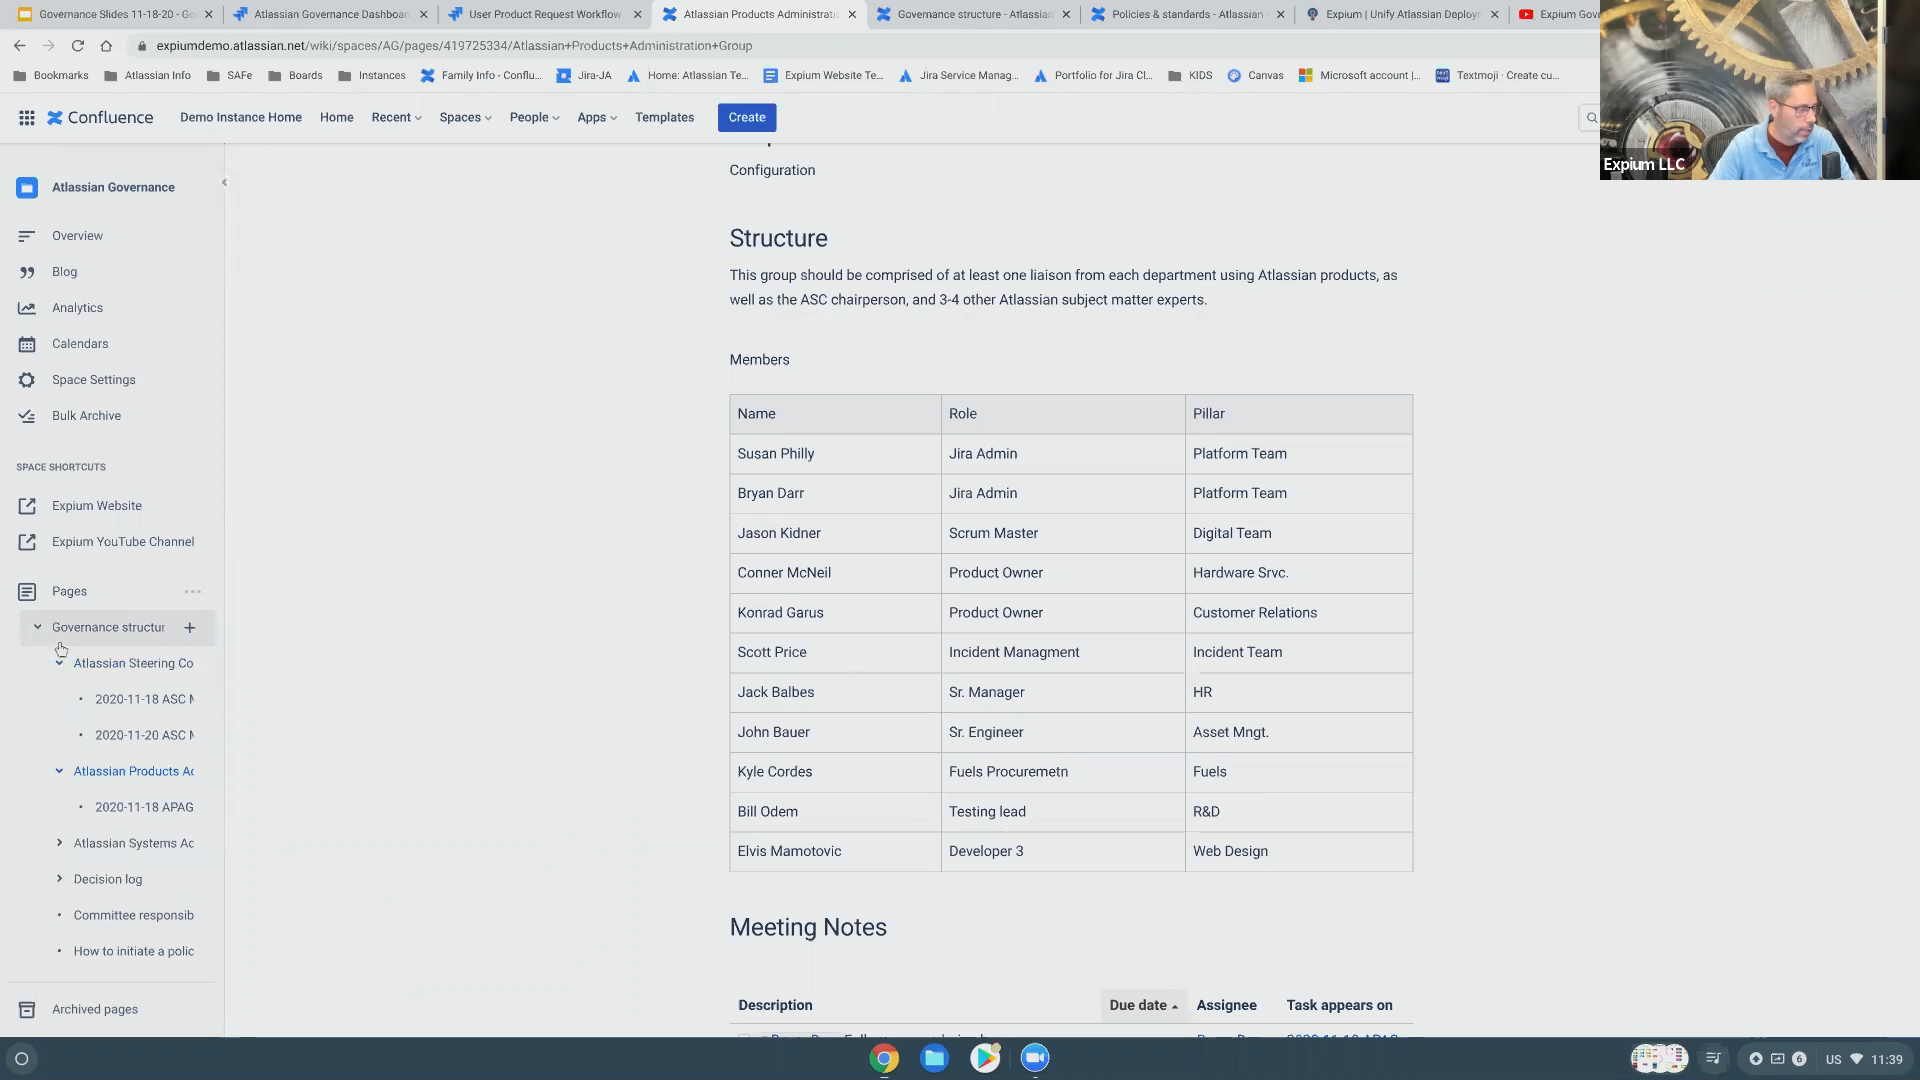 Governance Slides 11-18-20 - Go
Atlassian Governance Dashboard
User Product Request Workflow
Atlassian Products Administrati
Governance structure - Atlassian
Policies & standards - Atlassian
Expium | Unify Atlassian Deploy
Expium Gov
expiumdemo.atlassian.net/wiki/spaces/AG/pages/419725334/Atlassian+Products+Administration+Group
Bookmarks
Atlassian Info
SAFe
Boards
Instances
Family Info - Conflu...
Jira-JA
Home: Atlassian Te...
Expium Website Te...
Jira Service Manag...
Portfolio for Jira Cl...
KIDS
Canvas
Microsoft account |...
Textmoji · Create cu...
Confluence
Demo Instance Home
Home
Recent
Spaces
People
Apps
Templates
Create
Expium LLC
Atlassian Governance
Overview
Blog
Analytics
Calendars
Space Settings
Bulk Archive
SPACE SHORTCUTS
Expium Website
Expium YouTube Channel
Pages
Governance structur
Atlassian Steering Co
2020-11-18 ASC M
2020-11-20 ASC M
Atlassian Products Ad
2020-11-18 APAG
Atlassian Systems Ad
Decision log
Committee responsib
How to initiate a polic
Archived pages
Configuration
Structure
This group should be comprised of at least one liaison from each department using Atlassian products, as
well as the ASC chairperson, and 3-4 other Atlassian subject matter experts.
Members
Name Role Pillar
Susan Philly Jira Admin Platform Team
Bryan Darr Jira Admin Platform Team
Jason Kidner Scrum Master Digital Team
Conner McNeil Product Owner Hardware Srvc.
Konrad Garus Product Owner Customer Relations
Scott Price Incident Managment Incident Team
Jack Balbes Sr. Manager HR
John Bauer Sr. Engineer Asset Mngt.
Kyle Cordes Fuels Procuremetn Fuels
Bill Odem Testing lead R&D
Elvis Mamotovic Developer 3 Web Design
Meeting Notes
Description Due date Assignee Task appears on
6 US 11:39